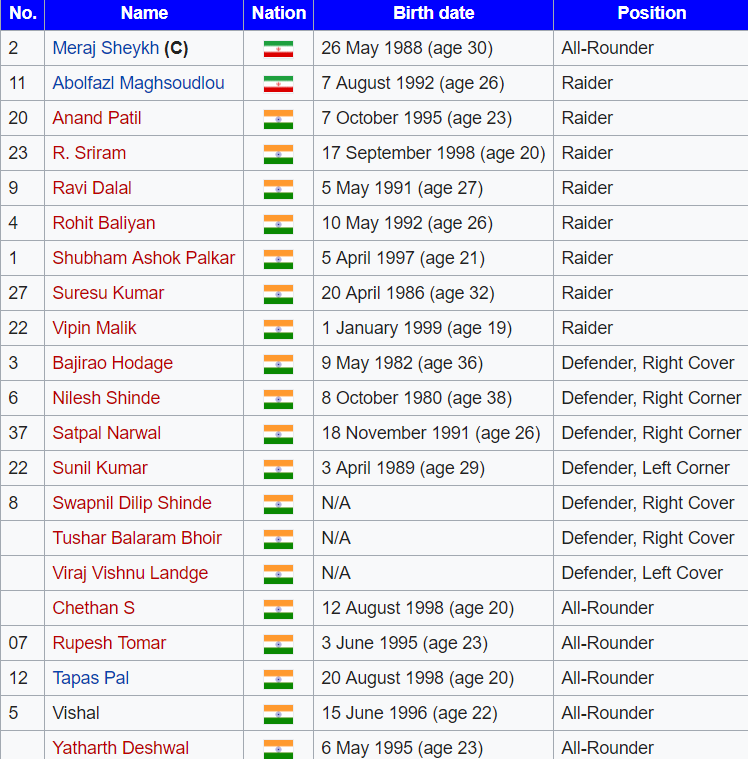 No. Name Nation Birth date Position
2 Meraj Sheykh (C) 26 May 1988 (age 30) All-Rounder
11 Abolfazl Maghsoudlou 7 August 1992 (age 26) Raider
20 Anand Patil 7 October 1995 (age 23) Raider
23 R. Sriram 17 September 1998 (age 20) Raider
9 Ravi Dalal 5 May 1991 (age 27) Raider
4 Rohit Baliyan 10 May 1992 (age 26) Raider
1 Shubham Ashok Palkar 5 April 1997 (age 21) Raider
27 Suresu Kumar 20 April 1986 (age 32) Raider
22 Vipin Malik 1 January 1999 (age 19) Raider
3 Bajirao Hodage 9 May 1982 (age 36) Defender, Right Cover
6 Nilesh Shinde 8 October 1980 (age 38) Defender, Right Corner
37 Satpal Narwal 18 November 1991 (age 26) Defender, Right Corner
22 Sunil Kumar 3 April 1989 (age 29) Defender, Left Corner
8 Swapnil Dilip Shinde N/A Defender, Right Cover
Tushar Balaram Bhoir N/A Defender, Right Cover
Viraj Vishnu Landge N/A Defender, Left Cover
Chethan S 12 August 1998 (age 20) All-Rounder
07 Rupesh Tomar 3 June 1995 (age 23) All-Rounder
12 Tapas Pal 20 August 1998 (age 20) All-Rounder
5 Vishal 15 June 1996 (age 22) All-Rounder
Yatharth Deshwal 6 May 1995 (age 23) All-Rounder